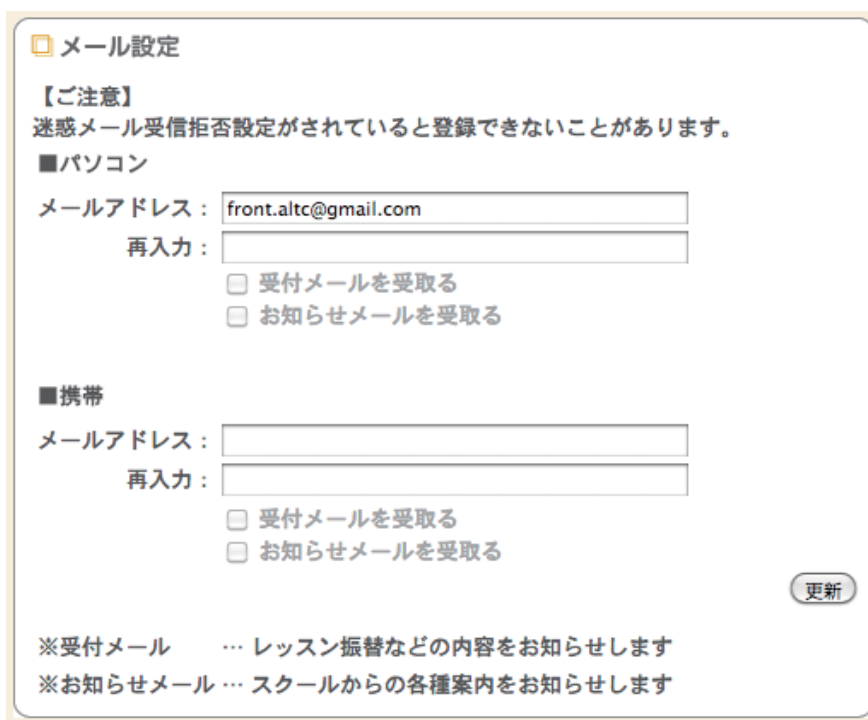 メール設定
【ご注意】
迷惑メール受信拒否設定がされていると登録できないことがあります。
■パソコン
メールアドレス： front.altc@gmail.com
再入力：
受付メールを受取る
お知らせメールを受取る
■携帯
メールアドレス：
再入力：
受付メールを受取る
お知らせメールを受取る
更新
※受付メール … レッスン振替などの内容をお知らせします
※お知らせメール … スクールからの各種案内をお知らせします